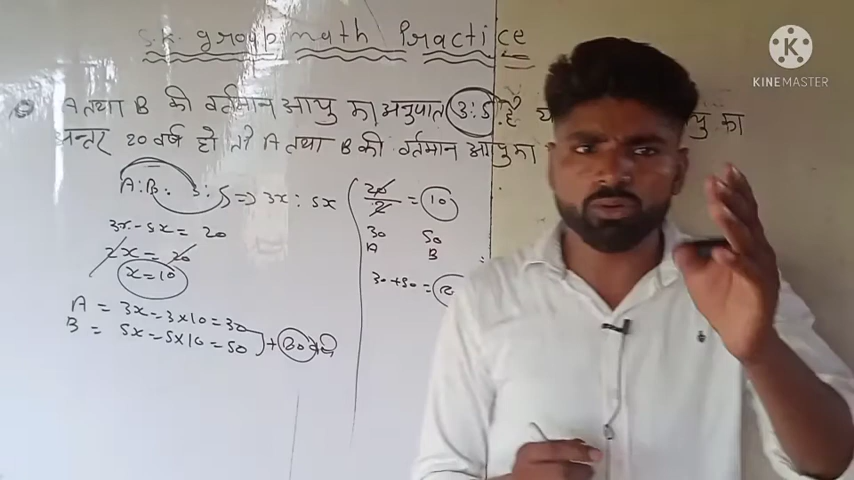 S.K. group math Practice
A तथा B की वर्तमान आयु का अनुपात 3:5 है
अन्तर 20 वर्ष हो तो A तथा B की वर्तमान आयु का
A:B: 3:5 ⇒ 3x : 5x
3x-5x = 20
2x = 20
x=10
A = 3x-3x10=30
B = 5x-5x10=50
+ 80 वर्ष
20/2 = 10
30 50
A B
30+50=
K
KINEMASTER